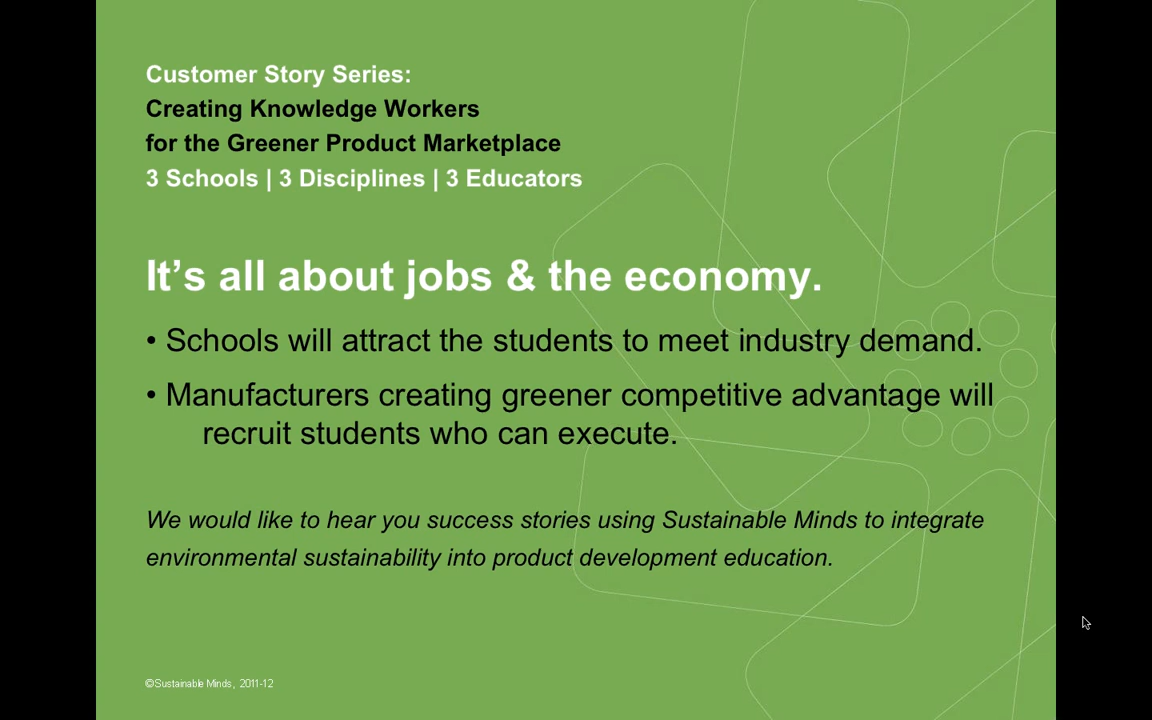 Customer Story Series:
Creating Knowledge Workers
for the Greener Product Marketplace
3 Schools | 3 Disciplines | 3 Educators
It’s all about jobs & the economy.
• Schools will attract the students to meet industry demand.
• Manufacturers creating greener competitive advantage will
recruit students who can execute.
We would like to hear you success stories using Sustainable Minds to integrate
environmental sustainability into product development education.
©Sustainable Minds, 2011-12